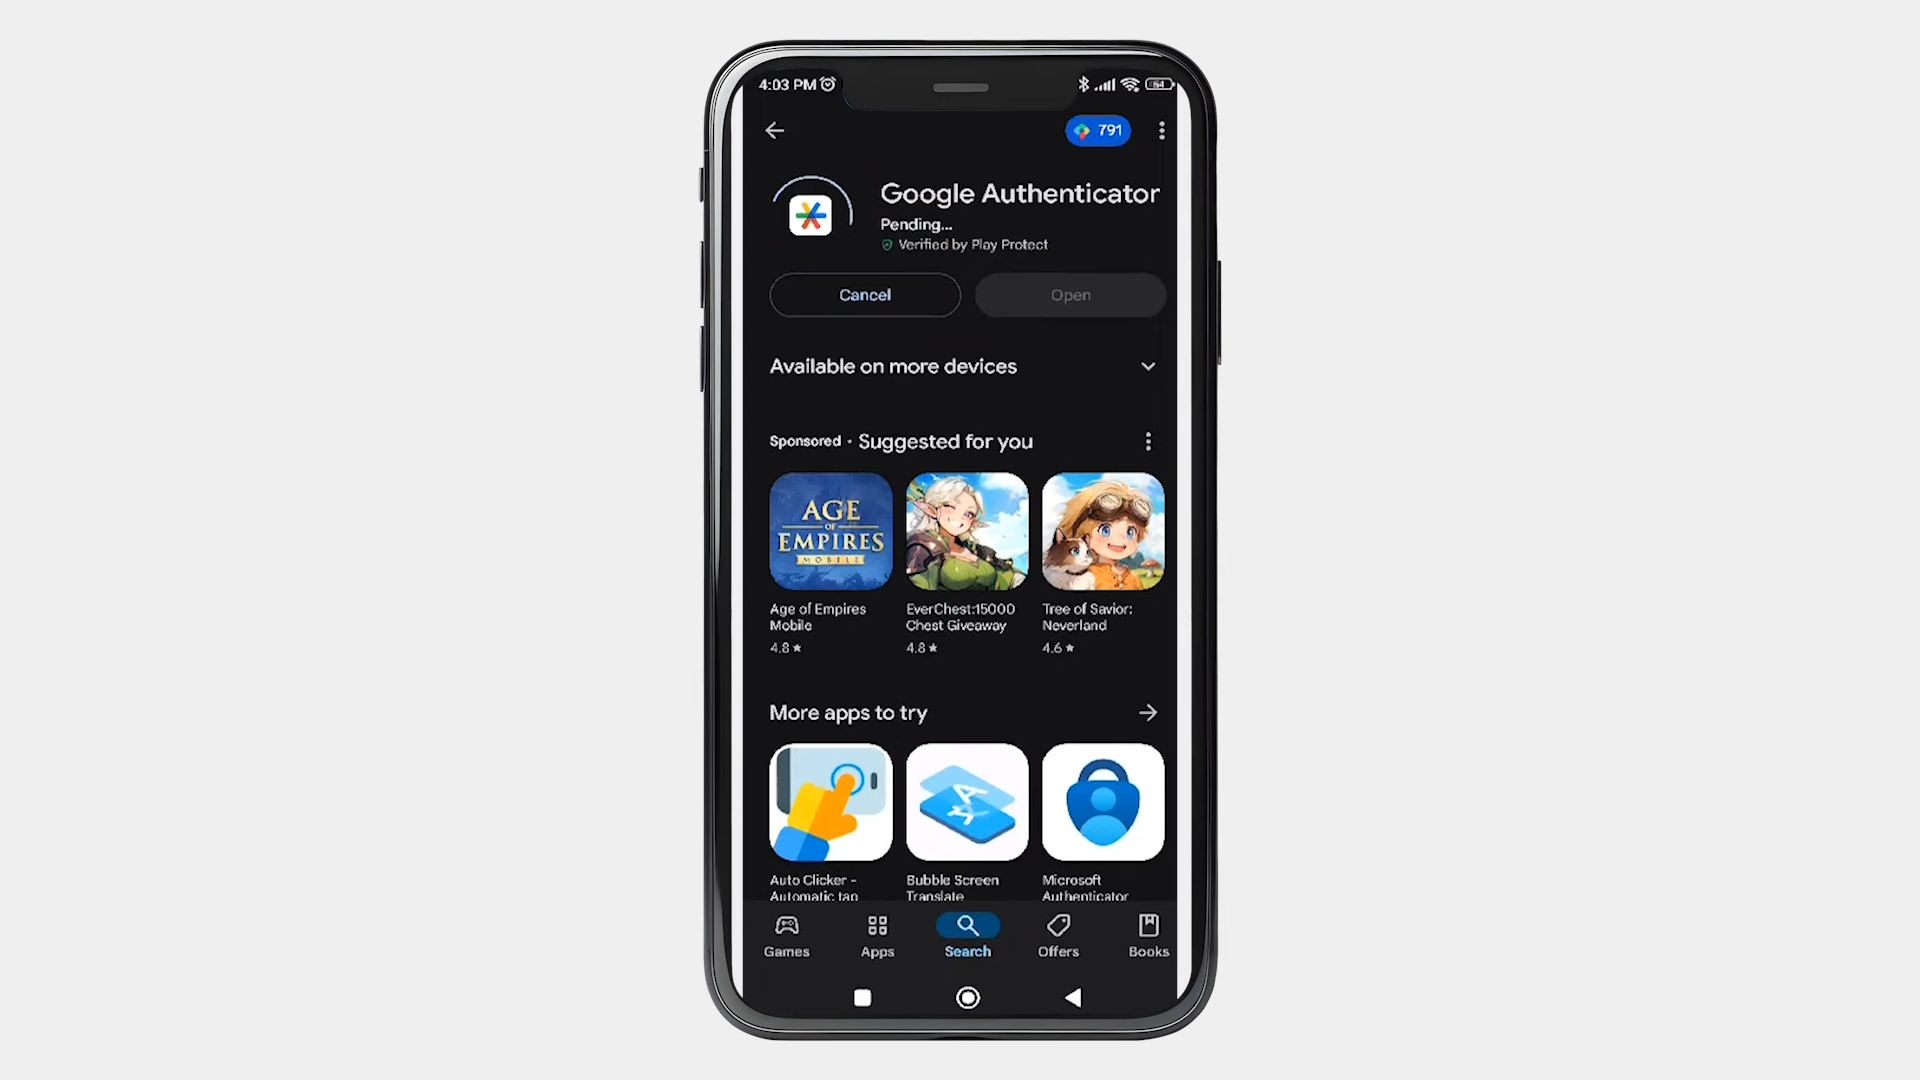 4:03 PM
54
791
Google Authenticator
Pending...
Verified by Play Protect
Cancel
Open
Available on more devices
Sponsored · Suggested for you
AGE
OF
EMPIRES
MOBILE
Age of Empires
Mobile
4.8 ★
EverChest:15000
Chest Giveaway
4.8 ★
Tree of Savior:
Neverland
4.6 ★
More apps to try
Auto Clicker -
Automatic tap
Bubble Screen
Translate
Microsoft
Authenticator
Games
Apps
Search
Offers
Books